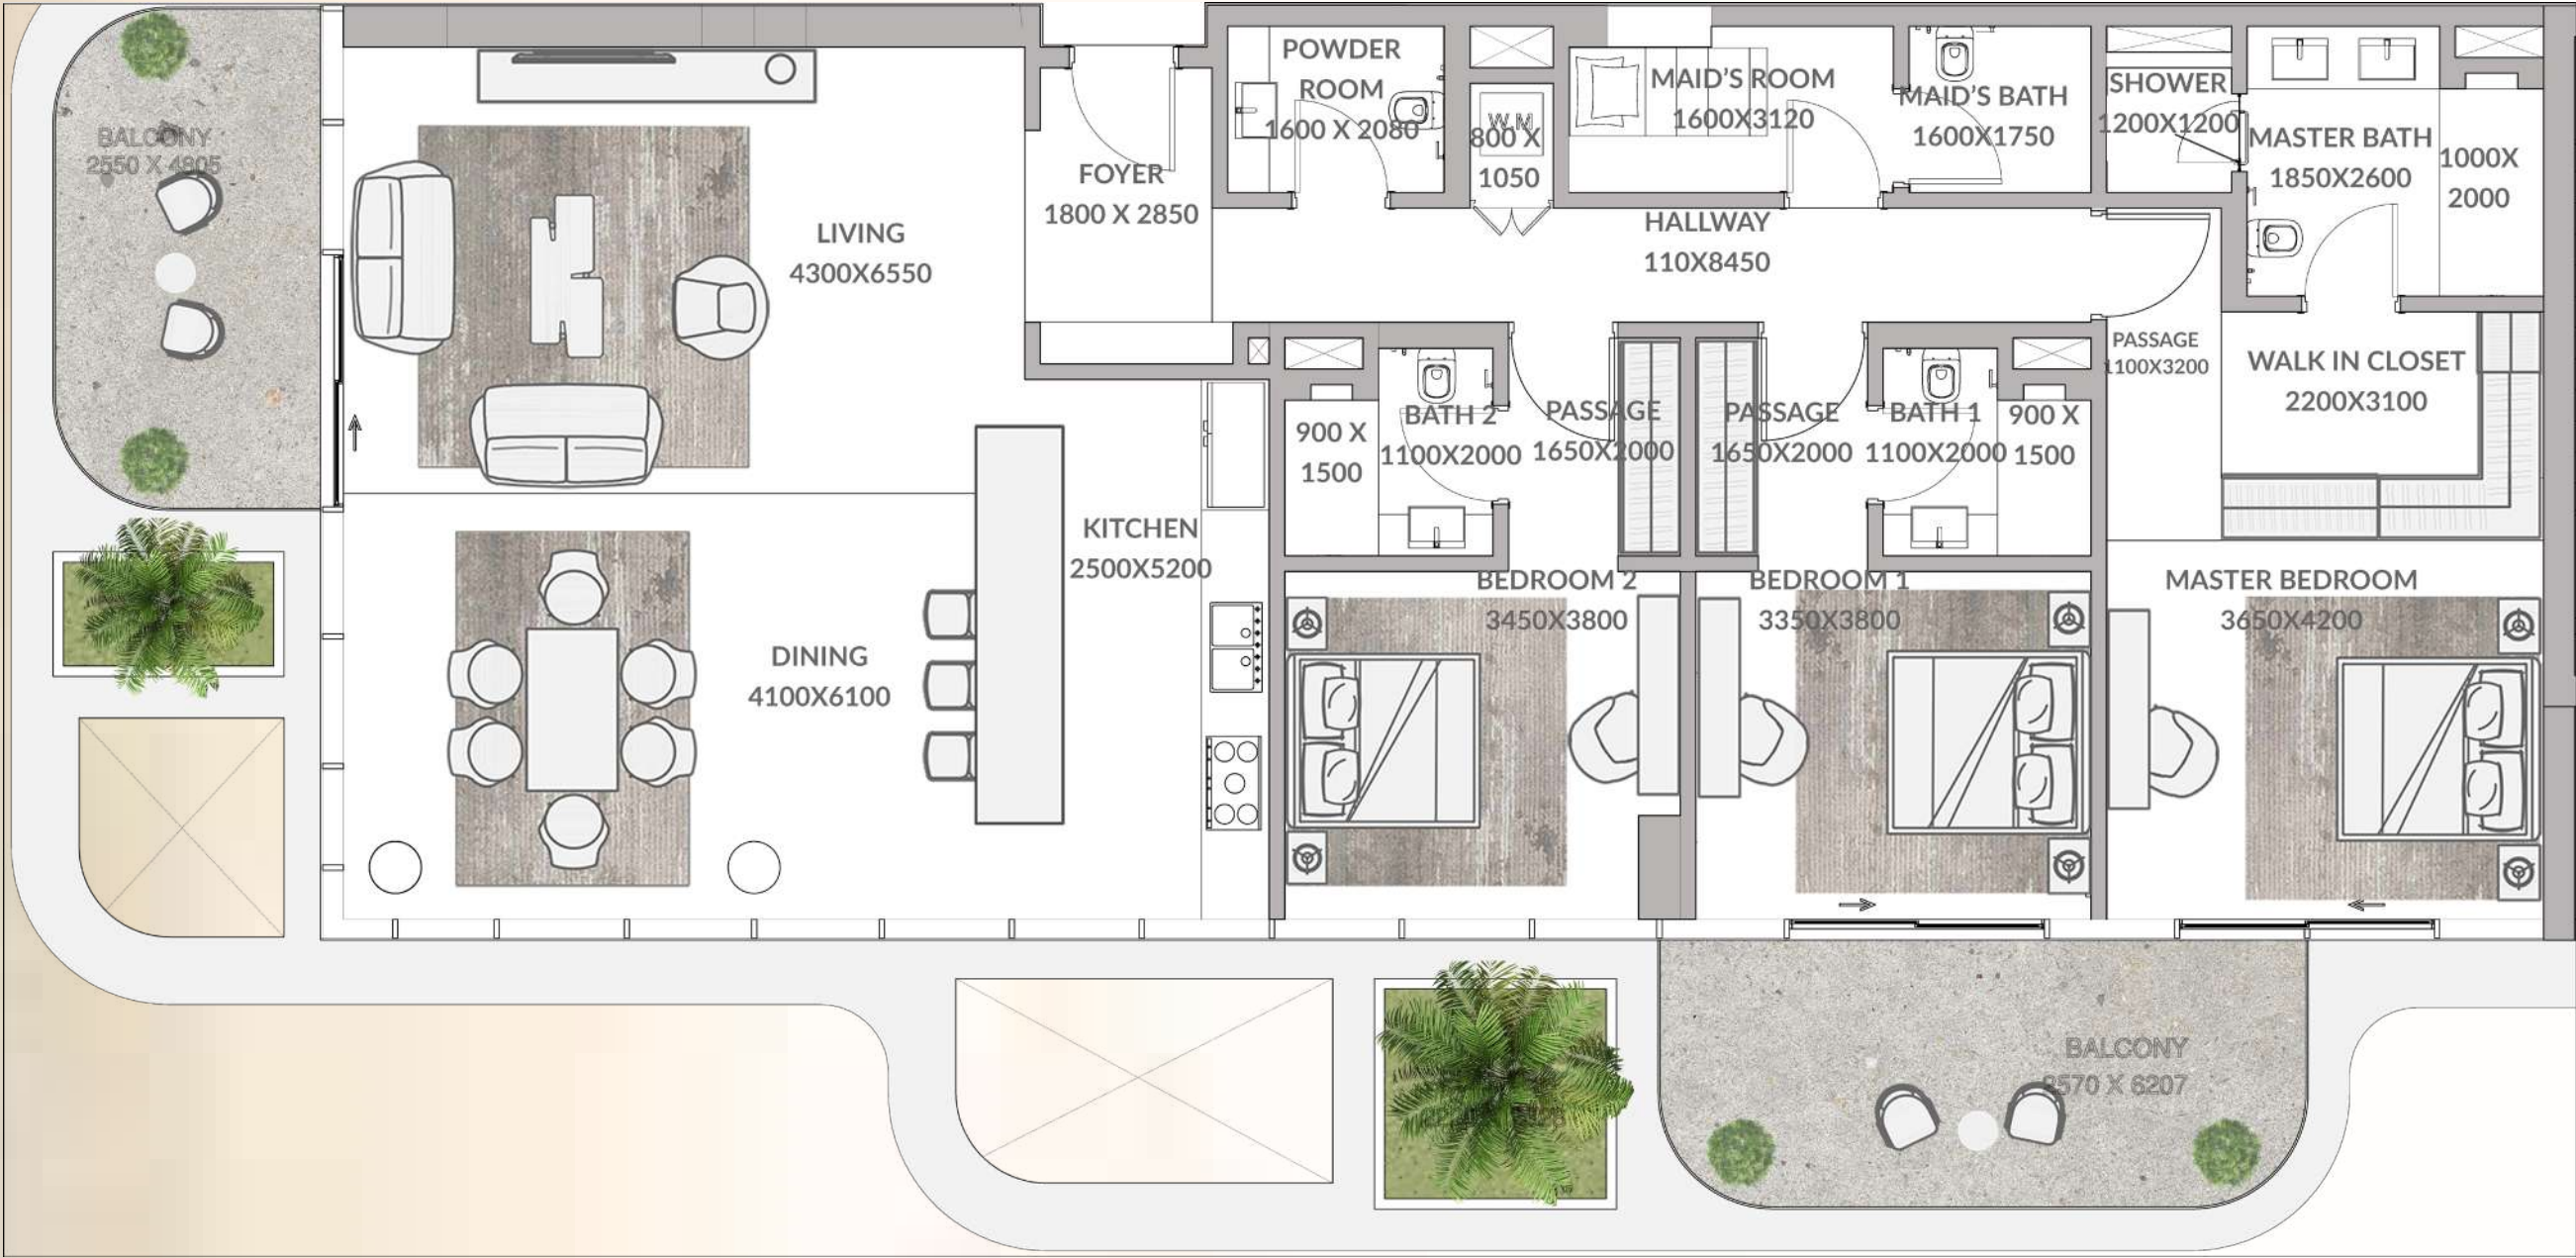 BALCONY
2550 X 4805
LIVING
4300X6550
FOYER
1800 X 2850
POWDER
ROOM
1600 X 2080
W.M
800 X
1050
MAID'S ROOM
1600X3120
MAID'S BATH
1600X1750
SHOWER
1200X1200
MASTER BATH
1850X2600
1000X
2000
HALLWAY
110X8450
PASSAGE
1100X3200
WALK IN CLOSET
2200X3100
900 X
1500
BATH 2
1100X2000
PASSAGE
1650X2000
PASSAGE
1650X2000
BATH 1
1100X2000
900 X
1500
KITCHEN
2500X5200
DINING
4100X6100
BEDROOM 2
3450X3800
BEDROOM 1
3350X3800
MASTER BEDROOM
3650X4200
BALCONY
2570 X 6207